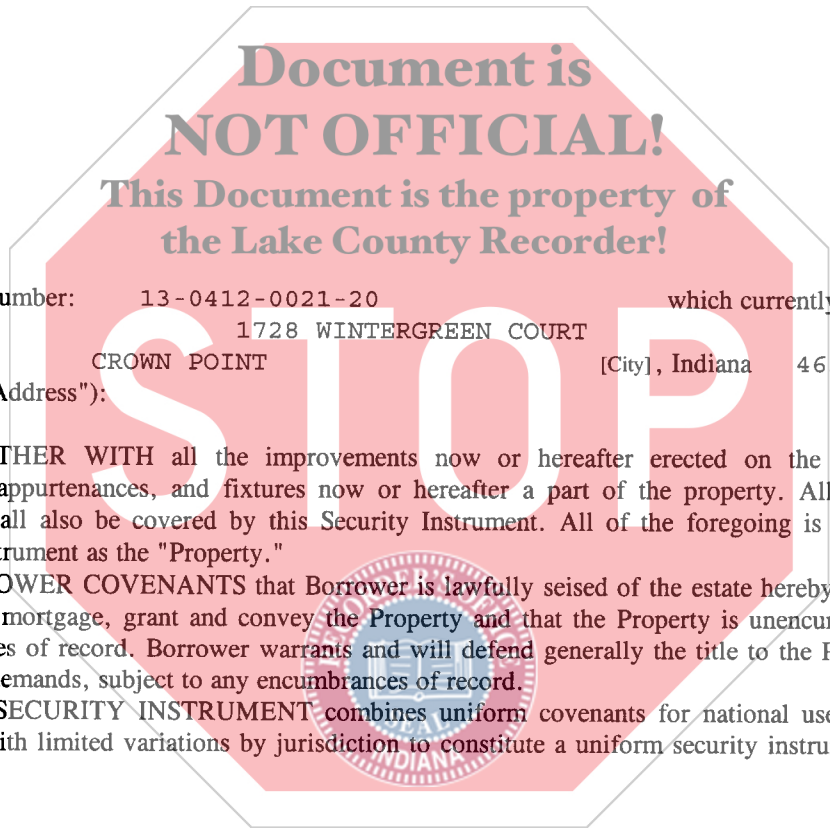 Document is
NOT OFFICIAL!
This Document is the property of
the Lake County Recorder!
umber: 13-0412-0021-20 which currently
1728 WINTERGREEN COURT
CROWN POINT [City], Indiana 46
Address"):
STOP
THER WITH all the improvements now or hereafter erected on the
appurtenances, and fixtures now or hereafter a part of the property. All
all also be covered by this Security Instrument. All of the foregoing is
trument as the "Property."
OWER COVENANTS that Borrower is lawfully seised of the estate hereby
mortgage, grant and convey the Property and that the Property is unencu
es of record. Borrower warrants and will defend generally the title to the P
emands, subject to any encumbrances of record.
SECURITY INSTRUMENT combines uniform covenants for national use
ith limited variations by jurisdiction to constitute a uniform security instru
RECORDER'S OFFICE
INDIANA